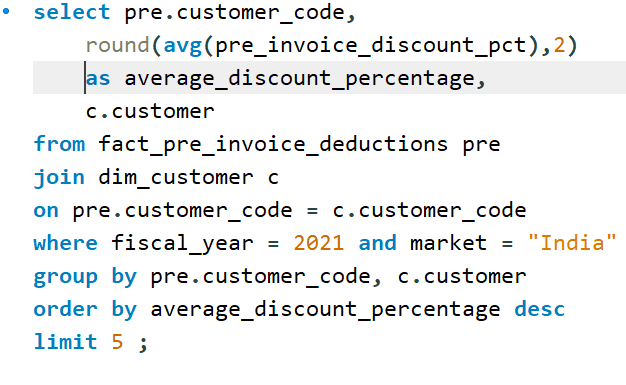 select pre.customer_code,
round(avg(pre_invoice_discount_pct),2)
as average_discount_percentage,
c.customer
from fact_pre_invoice_deductions pre
join dim_customer c
on pre.customer_code = c.customer_code
where fiscal_year = 2021 and market = "India"
group by pre.customer_code, c.customer
order by average_discount_percentage desc
limit 5 ;